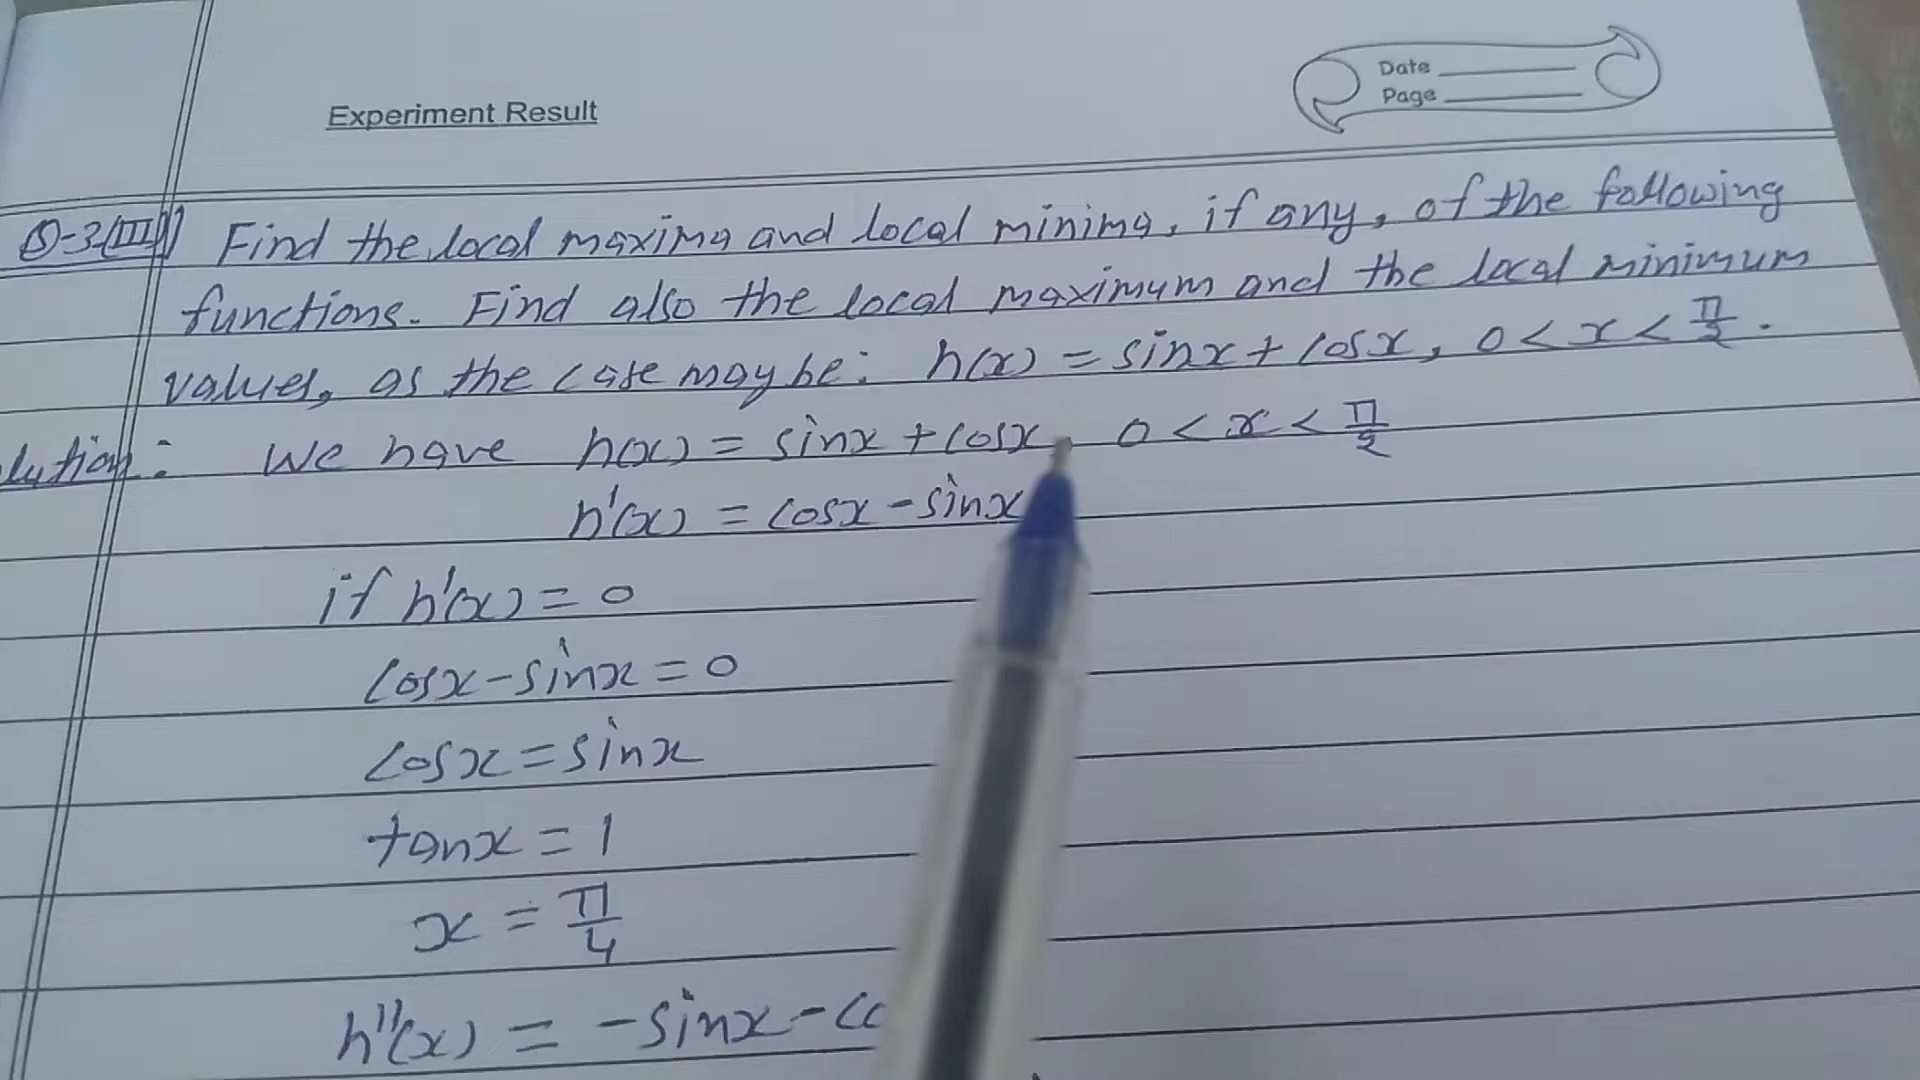 Date
Page
Experiment Result
Q-3(III) Find the local maxima and local minima, if any, of the following
functions. Find also the local maximum and the local minimum
values, as the case may be: h(x) = sinx + cosx, 0 < x < π/2.
lution: We have h(x) = sinx + cosx 0 < x < π/2
h'(x) = cosx - sinx
if h'(x) = 0
cosx - sinx = 0
cosx = sinx
tanx = 1
x = π/4
h''(x) = - sinx - co